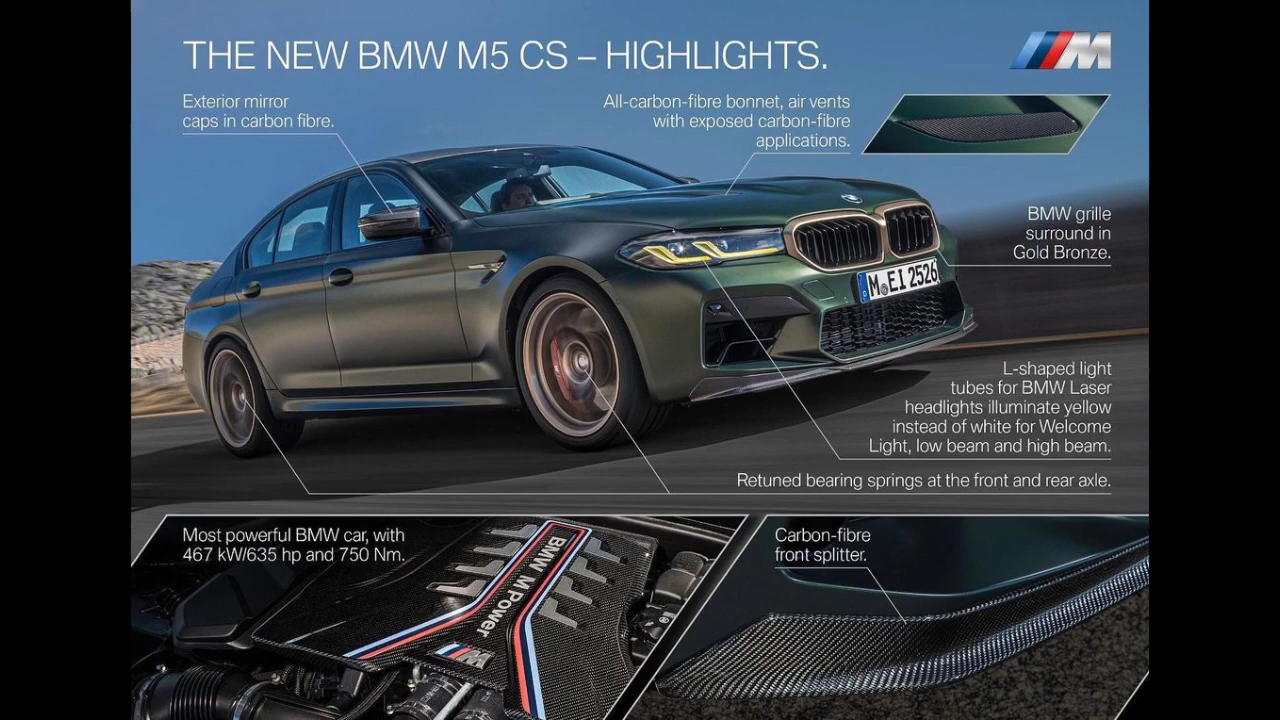 THE NEW BMW M5 CS – HIGHLIGHTS.
M
Exterior mirror
caps in carbon fibre.
All-carbon-fibre bonnet, air vents
with exposed carbon-fibre
applications.
BMW grille
surround in
Gold Bronze.
M EI 2526
L-shaped light
tubes for BMW Laser
headlights illuminate yellow
instead of white for Welcome
Light, low beam and high beam.
Retuned bearing springs at the front and rear axle.
Most powerful BMW car, with
467 kW/635 hp and 750 Nm.
BMW M Power
Carbon-fibre
front splitter.